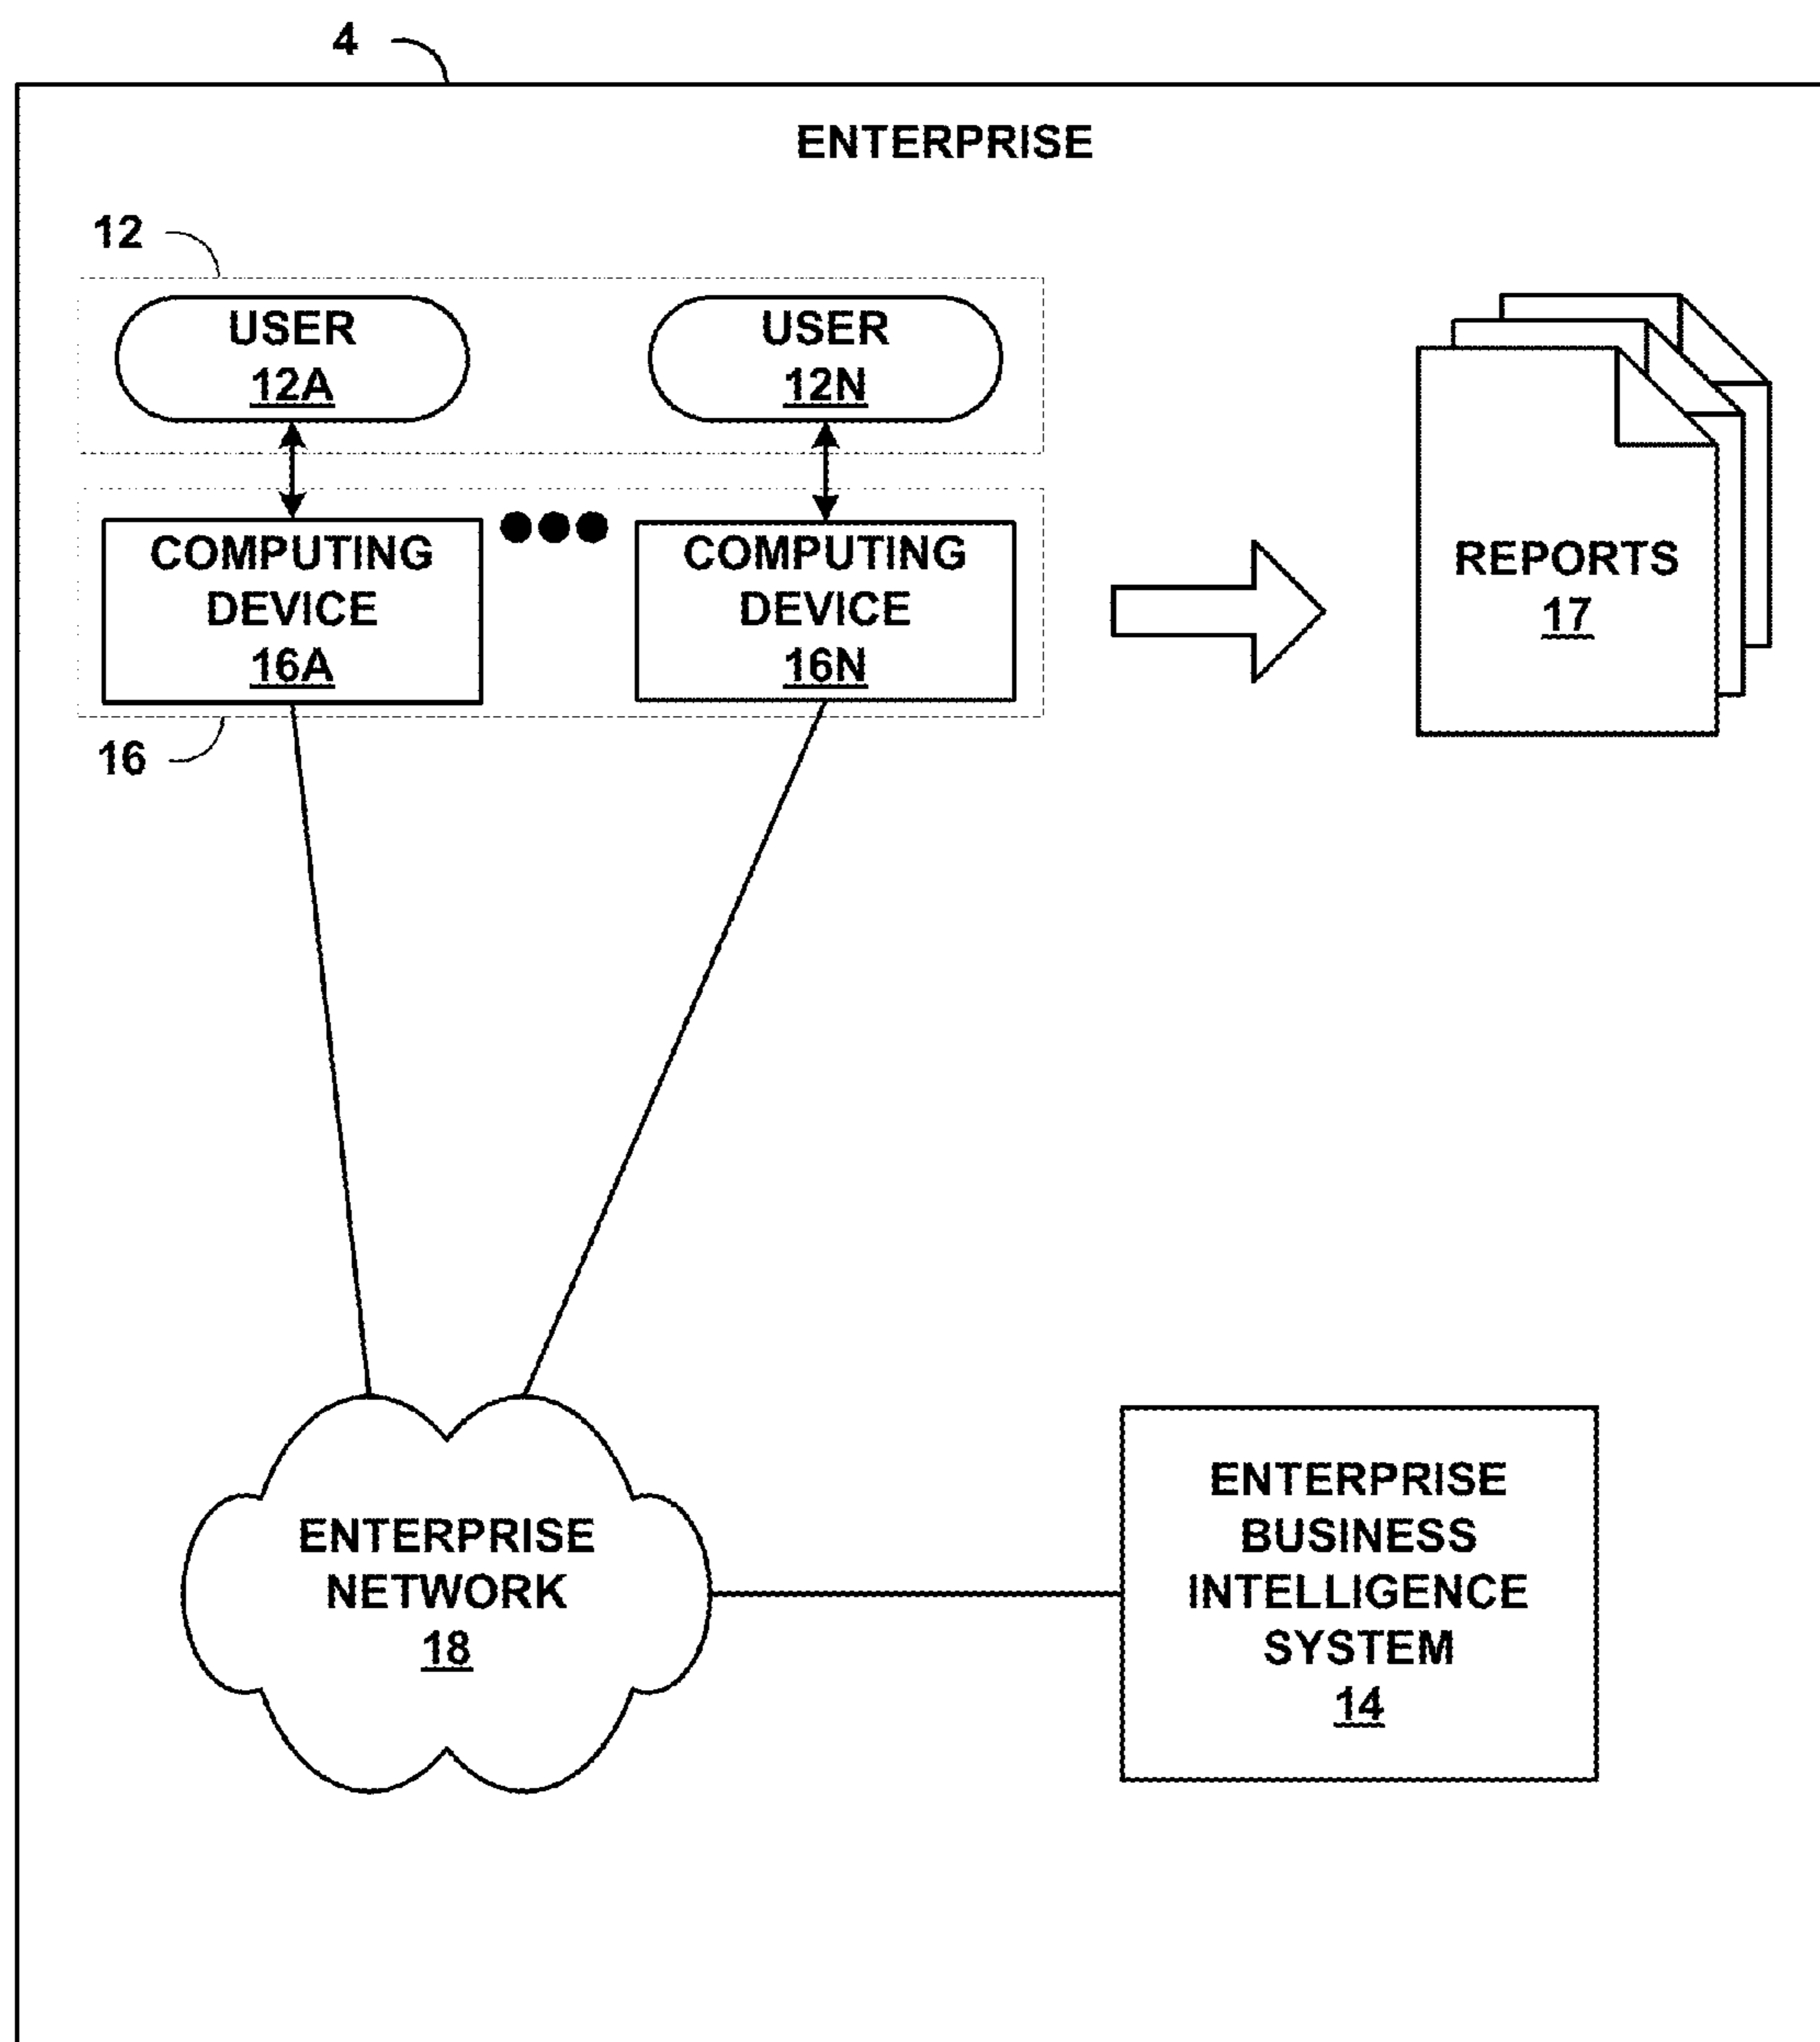 4
ENTERPRISE
12
USER
12A
USER
12N
COMPUTING
DEVICE
16A
COMPUTING
DEVICE
16N
16
REPORTS
17
ENTERPRISE
NETWORK
18
ENTERPRISE
BUSINESS
INTELLIGENCE
SYSTEM
14